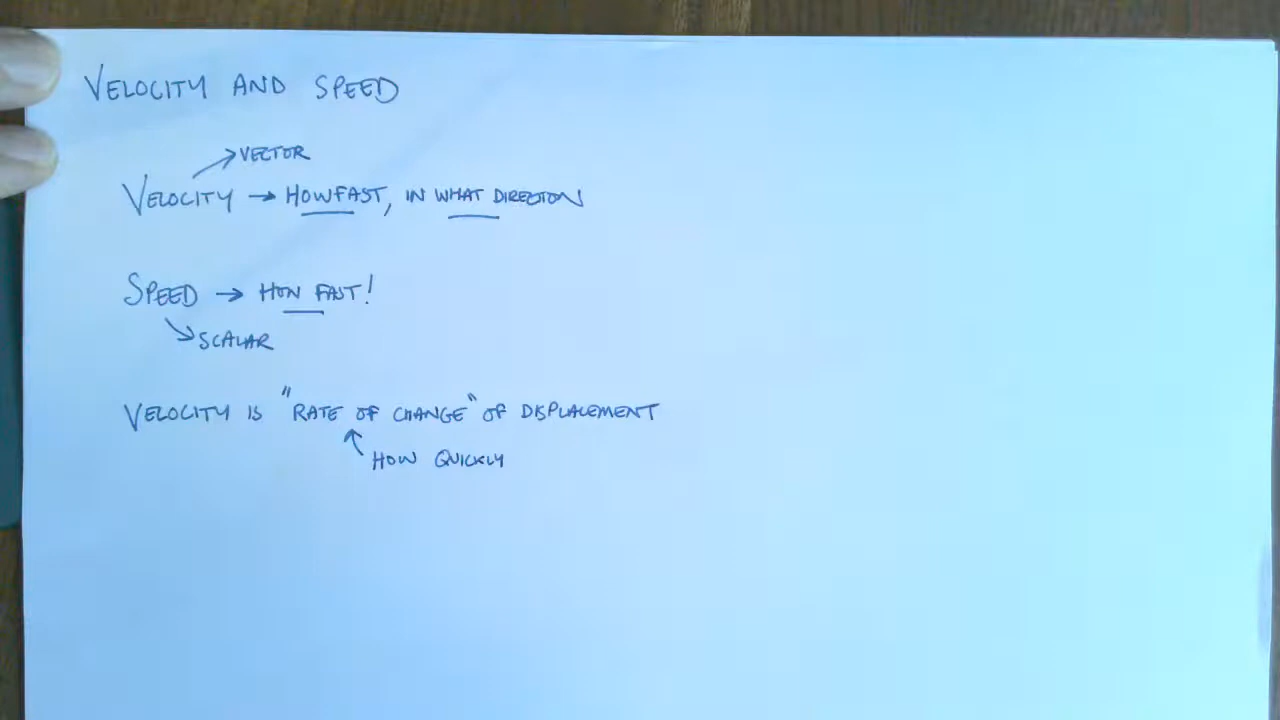 VELOCITY AND SPEED
VECTOR
VELOCITY → HOW FAST, IN WHAT DIRECTION
SPEED → HOW FAST!
SCALAR
VELOCITY IS "RATE OF CHANGE" OF DISPLACEMENT
HOW QUICKLY